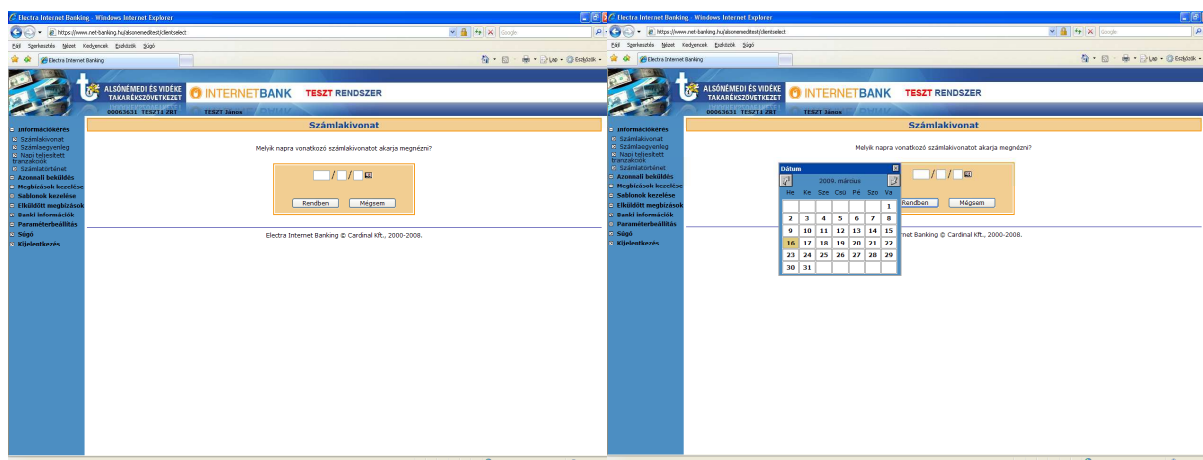 Electra Internet Banking - Windows Internet Explorer
https://www.net-banking.hu/alsonemeditest/clientselect
Google
Fájl Szerkesztés Nézet Kedvencek Eszközök Súgó
Electra Internet Banking
Lap Eszközök
ALSÓNÉMEDI ÉS VIDÉKE
TAKARÉKSZÖVETKEZET
INTERNETBANK TESZT RENDSZER
TESZT János
Információkérés
Számlakivonat
Számlaegyenleg
Napi teljesített
tranzakciók
Számlatörténet
Azonnali beküldés
Megbízások kezelése
Sablonok kezelése
Elküldött megbízások
Banki információk
Paraméterbeállítás
Súgó
Kijelentkezés
Számlakivonat
Melyik napra vonatkozó számlakivonatot akarja megnézni?
/ /
Rendben Mégsem
Electra Internet Banking © Cardinal Kft., 2000-2008.
Electra Internet Banking - Windows Internet Explorer
https://www.net-banking.hu/alsonemeditest/clientselect
Google
Fájl Szerkesztés Nézet Kedvencek Eszközök Súgó
Electra Internet Banking
Lap Eszközök
ALSÓNÉMEDI ÉS VIDÉKE
TAKARÉKSZÖVETKEZET
INTERNETBANK TESZT RENDSZER
TESZT János
Információkérés
Számlakivonat
Számlaegyenleg
Napi teljesített
tranzakciók
Számlatörténet
Azonnali beküldés
Megbízások kezelése
Sablonok kezelése
Elküldött megbízások
Banki információk
Paraméterbeállítás
Súgó
Kijelentkezés
Számlakivonat
Melyik napra vonatkozó számlakivonatot akarja megnézni?
/ /
Rendben Mégsem
Dátum
2009. március
He Ke Sze Csü Pé Szo Va
1
2 3 4 5 6 7 8
9 10 11 12 13 14 15
16 17 18 19 20 21 22
23 24 25 26 27 28 29
30 31
rnet Banking © Cardinal Kft., 2000-2008.